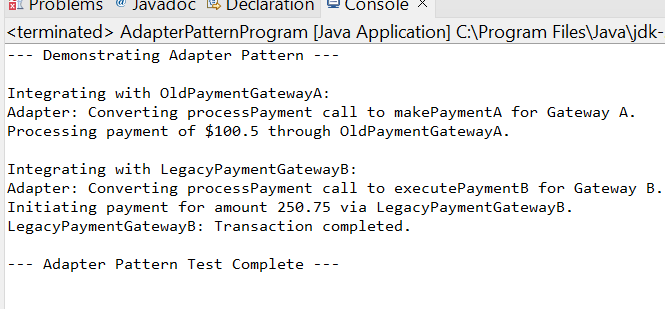 Problems @ Javadoc Declaration Console ×
<terminated> AdapterPatternProgram [Java Application] C:\Program Files\Java\jdk-
--- Demonstrating Adapter Pattern ---
Integrating with OldPaymentGatewayA:
Adapter: Converting processPayment call to makePaymentA for Gateway A.
Processing payment of $100.5 through OldPaymentGatewayA.
Integrating with LegacyPaymentGatewayB:
Adapter: Converting processPayment call to executePaymentB for Gateway B.
Initiating payment for amount 250.75 via LegacyPaymentGatewayB.
LegacyPaymentGatewayB: Transaction completed.
--- Adapter Pattern Test Complete ---